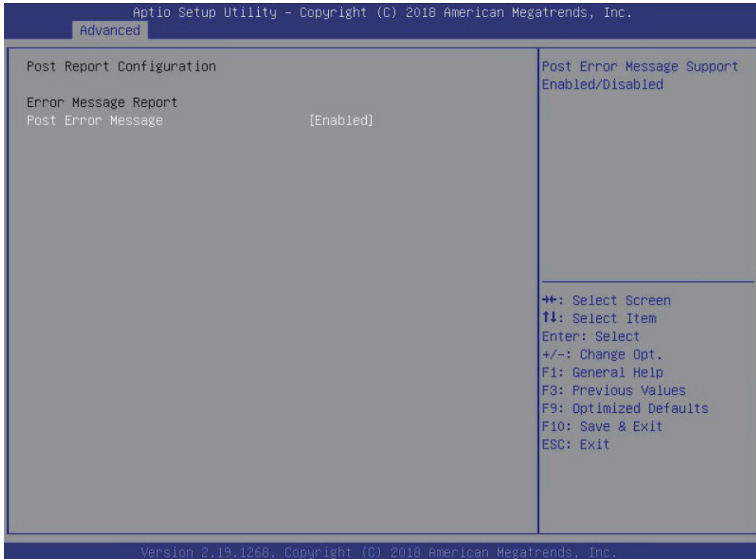 Aptio Setup Utility – Copyright (C) 2018 American Megatrends, Inc.
Advanced
Post Report Configuration
Error Message Report
Post Error Message [Enabled]
Post Error Message Support
Enabled/Disabled
→←: Select Screen
↑↓: Select Item
Enter: Select
+/-: Change Opt.
F1: General Help
F3: Previous Values
F9: Optimized Defaults
F10: Save & Exit
ESC: Exit
Version 2.19.1268. Copyright (C) 2018 American Megatrends, Inc.